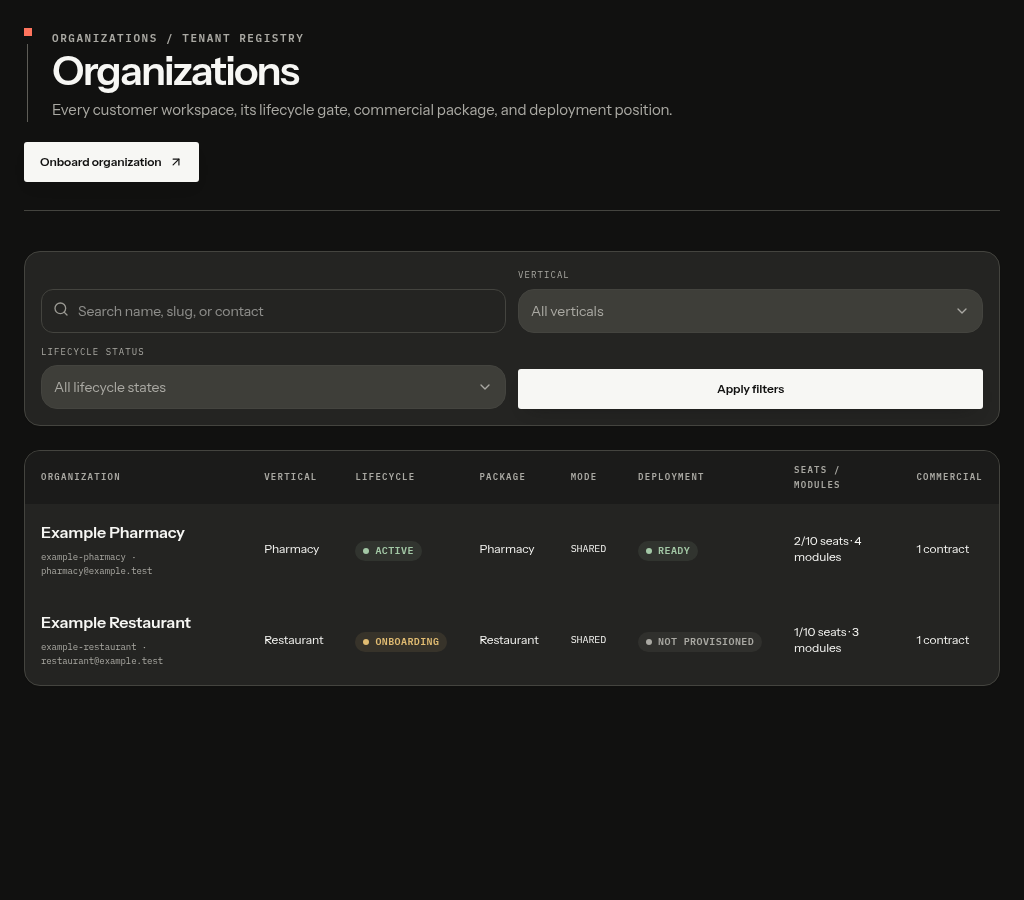 ORGANIZATIONS / TENANT REGISTRY
Organizations
Every customer workspace, its lifecycle gate, commercial package, and deployment position.
Onboard organization
VERTICAL
Search name, slug, or contact
All verticals
LIFECYCLE STATUS
All lifecycle states
Apply filters
ORGANIZATION VERTICAL LIFECYCLE PACKAGE MODE DEPLOYMENT SEATS / MODULES COMMERCIAL
Example Pharmacy
example-pharmacy ·
pharmacy@example.test
Pharmacy
ACTIVE
Pharmacy
SHARED
READY
2/10 seats · 4
modules
1 contract
Example Restaurant
example-restaurant ·
restaurant@example.test
Restaurant
ONBOARDING
Restaurant
SHARED
NOT PROVISIONED
1/10 seats · 3
modules
1 contract